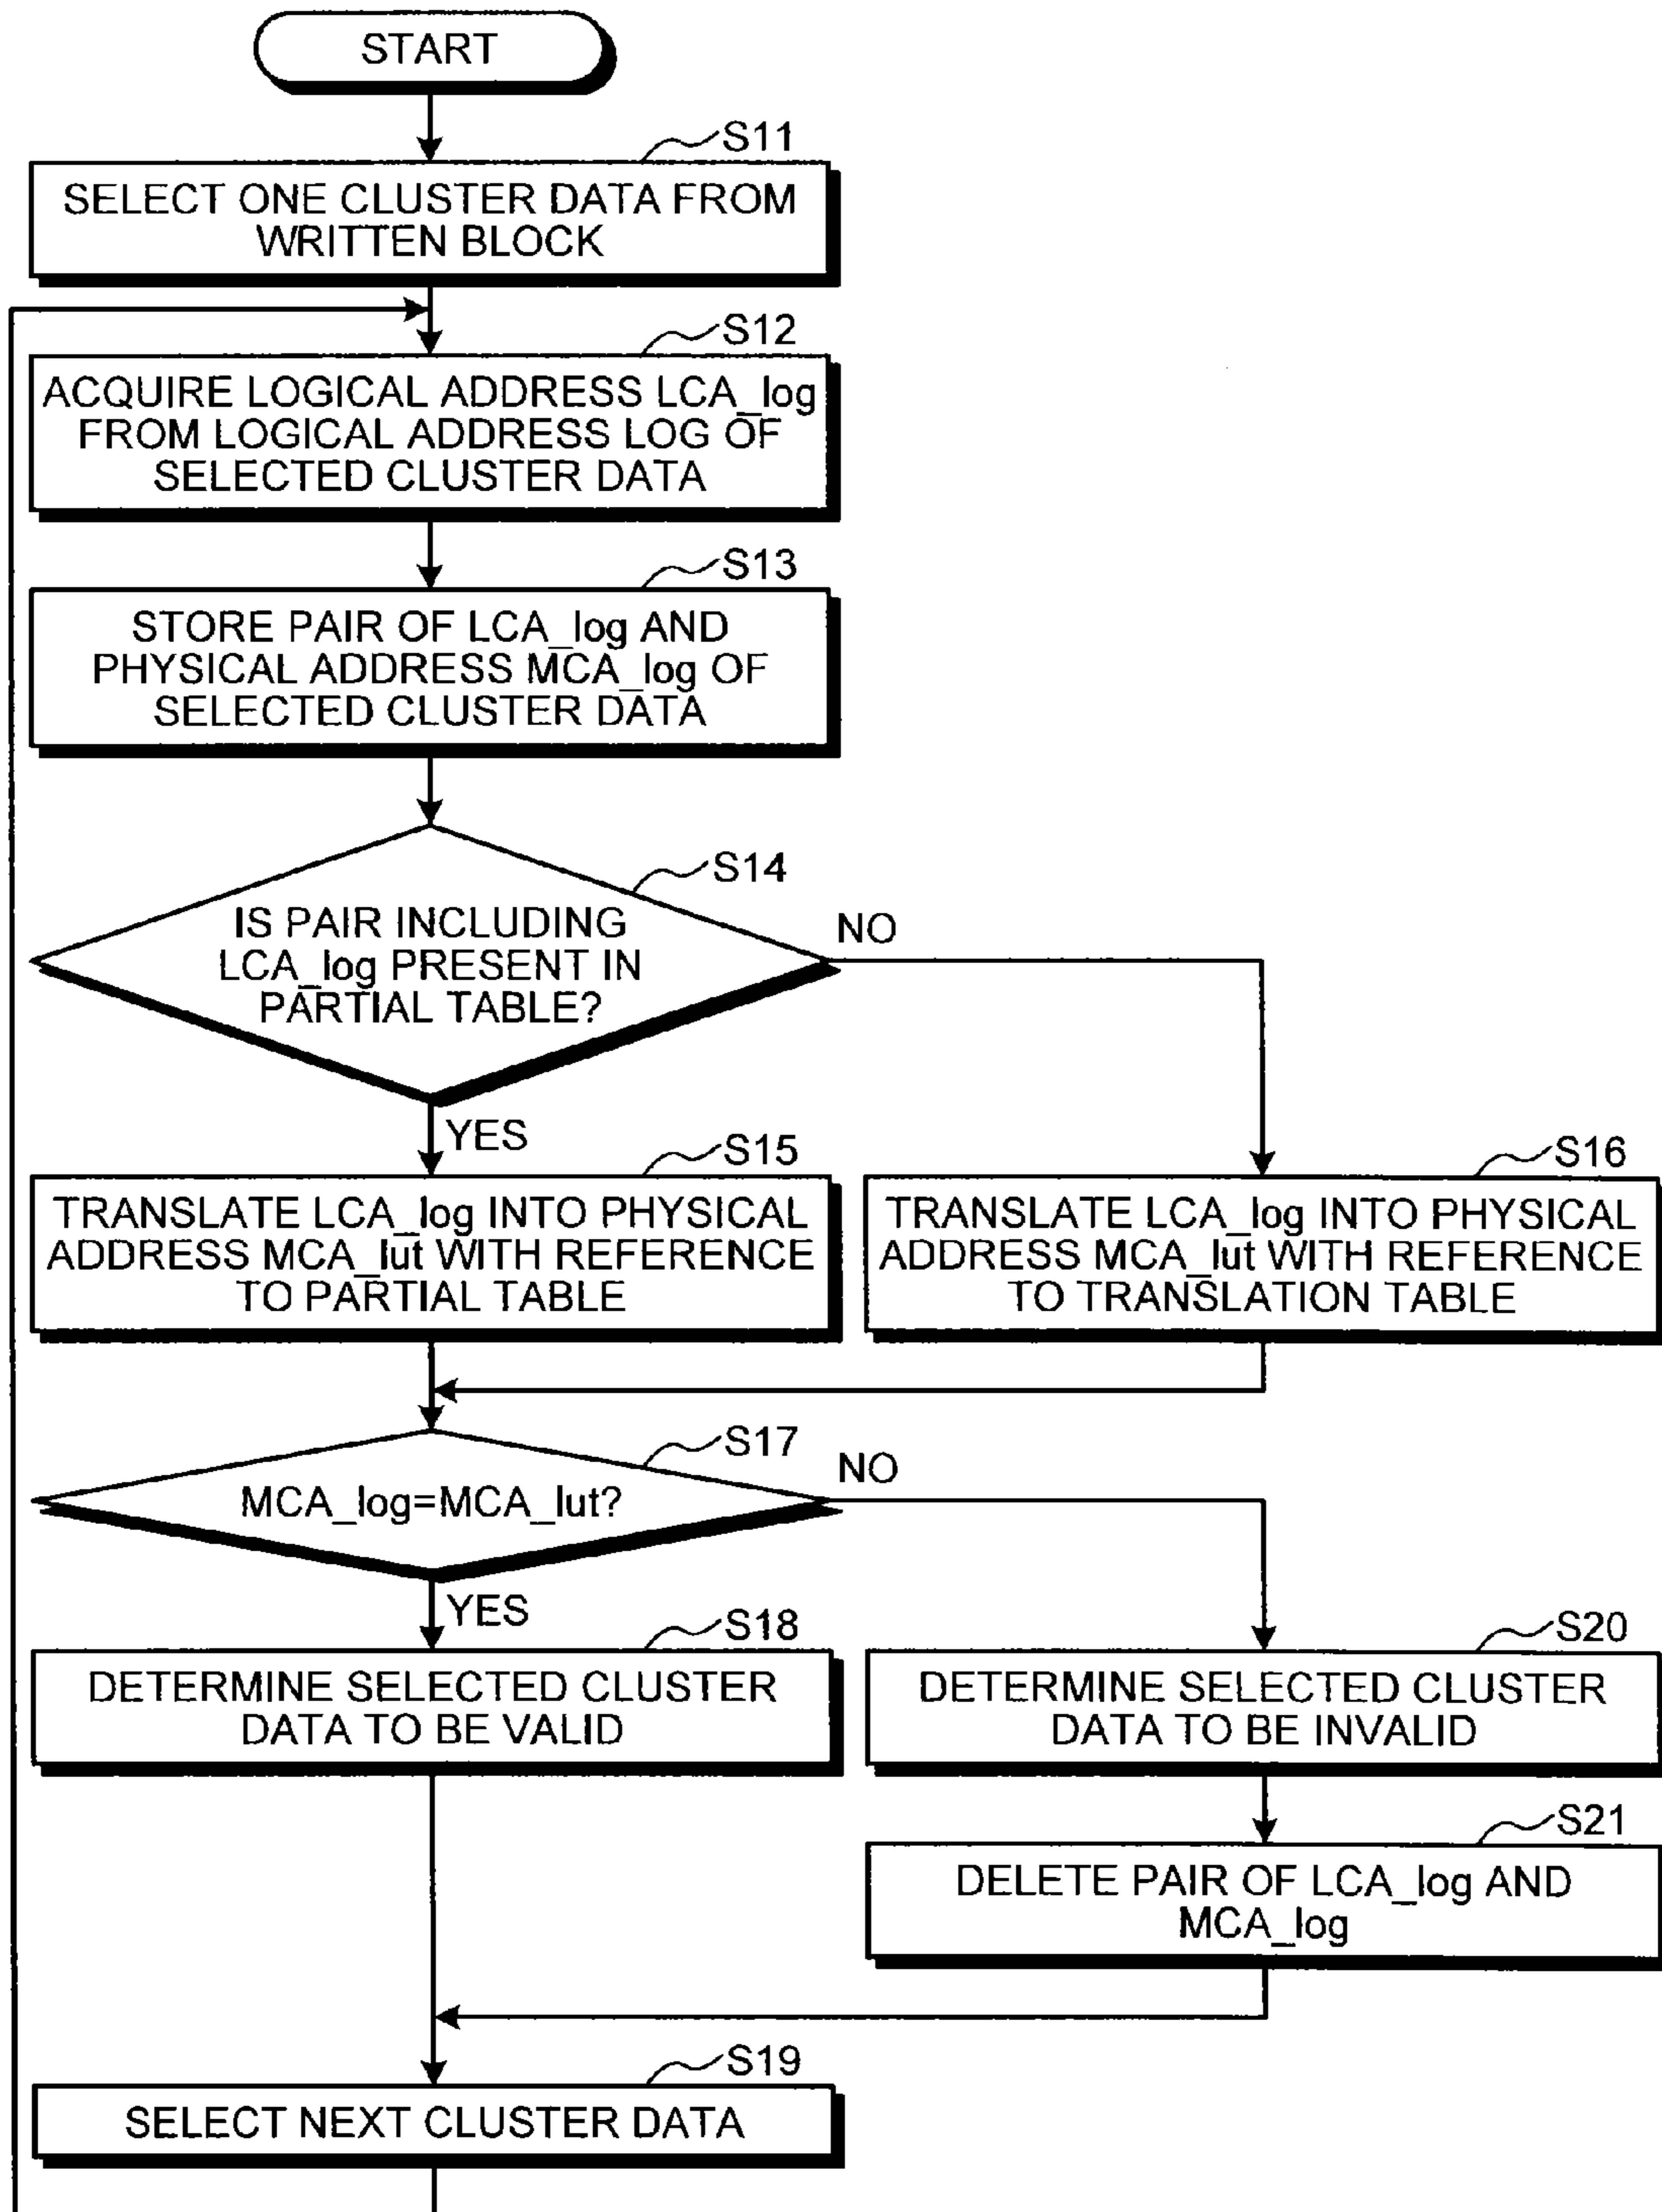 START
S11
SELECT ONE CLUSTER DATA FROM
WRITTEN BLOCK
S12
ACQUIRE LOGICAL ADDRESS LCA_log
FROM LOGICAL ADDRESS LOG OF
SELECTED CLUSTER DATA
S13
STORE PAIR OF LCA_log AND
PHYSICAL ADDRESS MCA_log OF
SELECTED CLUSTER DATA
S14
IS PAIR INCLUDING
LCA_log PRESENT IN
PARTIAL TABLE?
NO
YES
S15
TRANSLATE LCA_log INTO PHYSICAL
ADDRESS MCA_lut WITH REFERENCE
TO PARTIAL TABLE
S16
TRANSLATE LCA_log INTO PHYSICAL
ADDRESS MCA_lut WITH REFERENCE
TO TRANSLATION TABLE
S17
MCA_log=MCA_lut?
NO
YES
S18
DETERMINE SELECTED CLUSTER
DATA TO BE VALID
S20
DETERMINE SELECTED CLUSTER
DATA TO BE INVALID
S21
DELETE PAIR OF LCA_log AND
MCA_log
S19
SELECT NEXT CLUSTER DATA